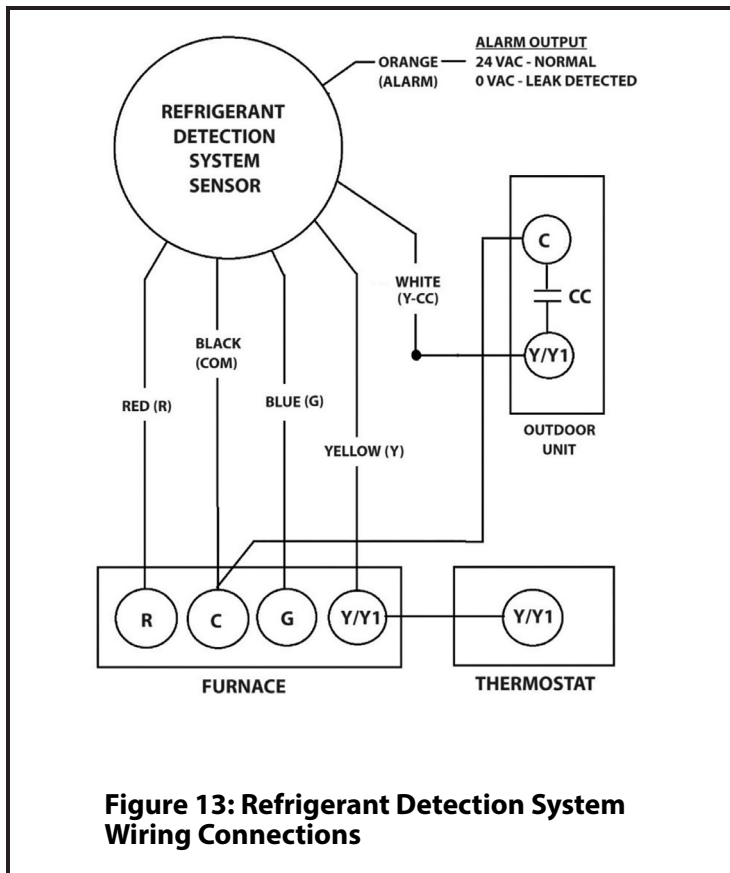 ALARM OUTPUT
24 VAC - NORMAL
0 VAC - LEAK DETECTED
ORANGE
(ALARM)
REFRIGERANT
DETECTION
SYSTEM
SENSOR
C
CC
Y/Y1
OUTDOOR
UNIT
WHITE
(Y-CC)
BLACK
(COM)
RED (R)
BLUE (G)
YELLOW (Y)
R
C
G
Y/Y1
FURNACE
Y/Y1
THERMOSTAT
Figure 13: Refrigerant Detection System
Wiring Connections